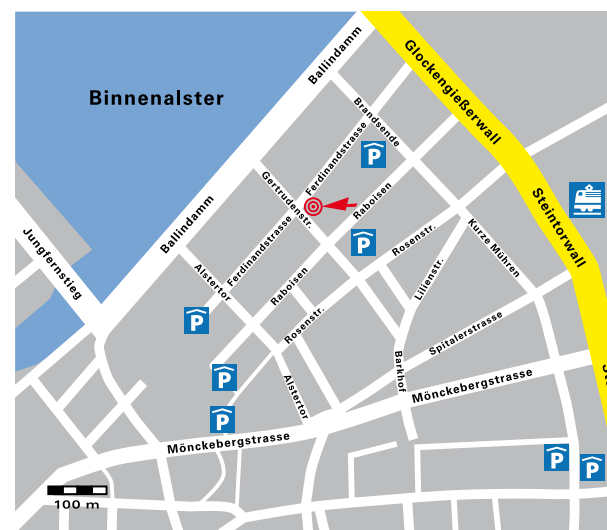 Ballindamm
Glockengießerwall
Binnenalster
Brandsende
Ferdinandstrasse
P
Gertrudenstr.
Raboisen
Steintorwall
Jungfernstieg
Ballindamm
Ferdinandstrasse
P
Rosenstr.
Kurze Mühren
Alstertor
Raboisen
Lilienstr.
P
Rosenstr.
Spitalerstrasse
Barkhof
P
Alstertor
Mönckebergstrasse
P
Mönckebergstrasse
P
P
100 m